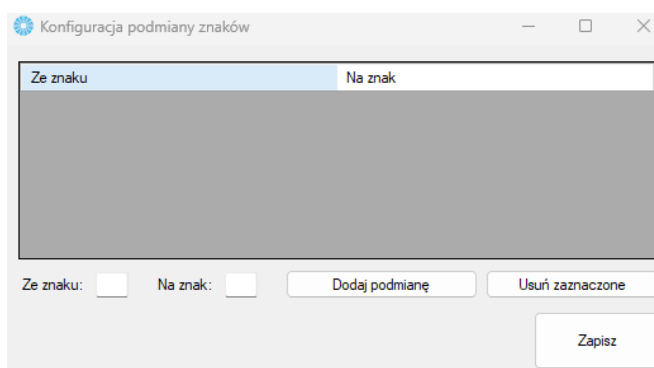 Konfiguracja podmiany znaków
Ze znaku Na znak
Ze znaku: Na znak: Dodaj podmianę Usuń zaznaczone
Zapisz